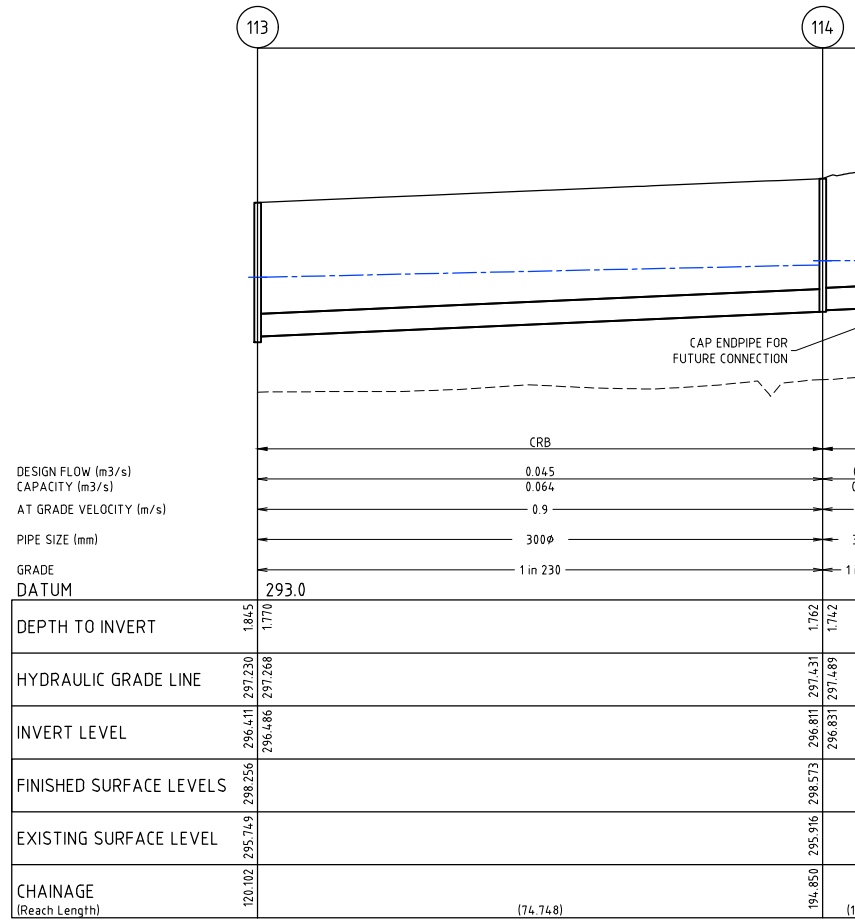 113
114
CAP ENDPIPE FOR
FUTURE CONNECTION
CRB
DESIGN FLOW (m3/s)
0.045
CAPACITY (m3/s)
0.064
AT GRADE VELOCITY (m/s)
0.9
PIPE SIZE (mm)
300ø
GRADE
1 in 230
DATUM
293.0
DEPTH TO INVERT
1.845
1.770
1.762
1.742
HYDRAULIC GRADE LINE
297.230
297.268
297.431
297.489
INVERT LEVEL
296.411
296.486
296.811
296.831
FINISHED SURFACE LEVELS
298.256
298.573
EXISTING SURFACE LEVEL
295.749
295.916
CHAINAGE
(Reach Length)
120.102
(74.748)
194.850